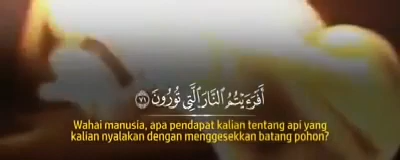 أَفَرَءَيْتُمُ ٱلنَّارَ ٱلَّتِى تُورُونَ ٧١
Wahai manusia, apa pendapat kalian tentang api yang
kalian nyalakan dengan menggesekkan batang pohon?